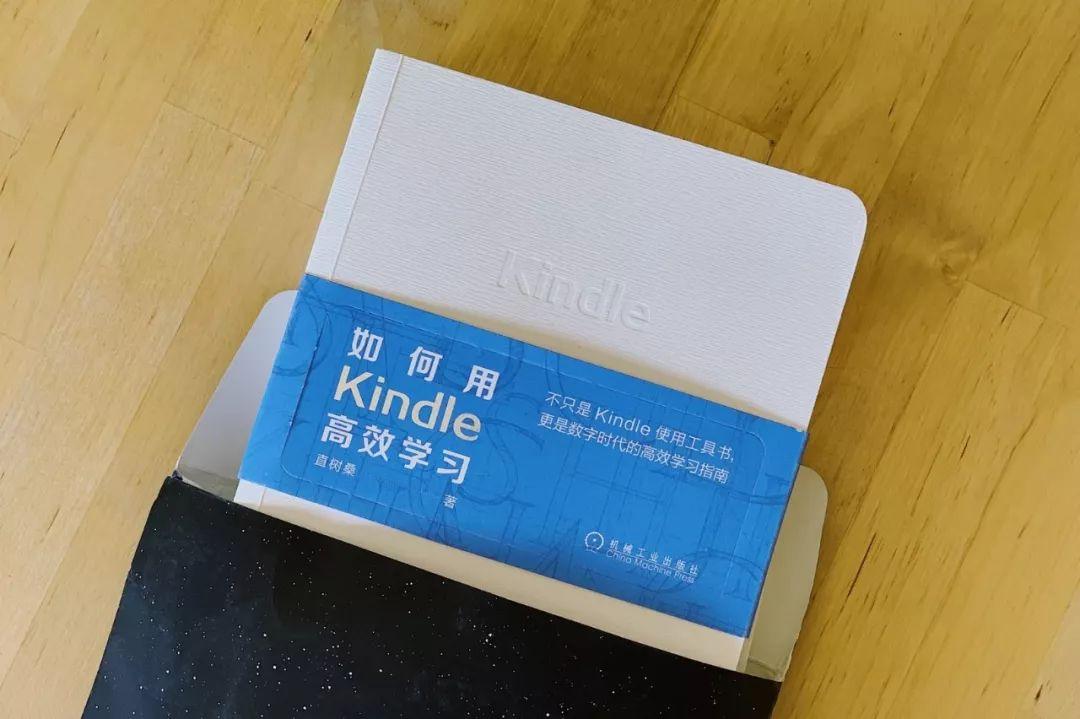 Kindle
如何用
Kindle
高效学习
直树桑 著
不只是 Kindle 使用工具书,
更是数字时代的高效学习指南
机械工业出版社
China Machine Press